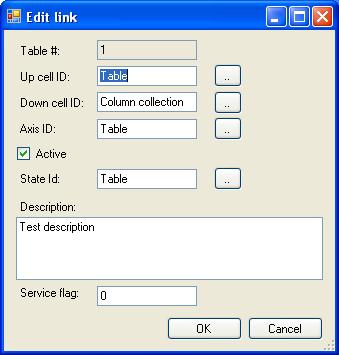 Edit link
Table #: 1
Up cell ID: Table ..
Down cell ID: Column collection ..
Axis ID: Table ..
Active
State Id: Table ..
Description:
Test description
Service flag: 0
OK Cancel